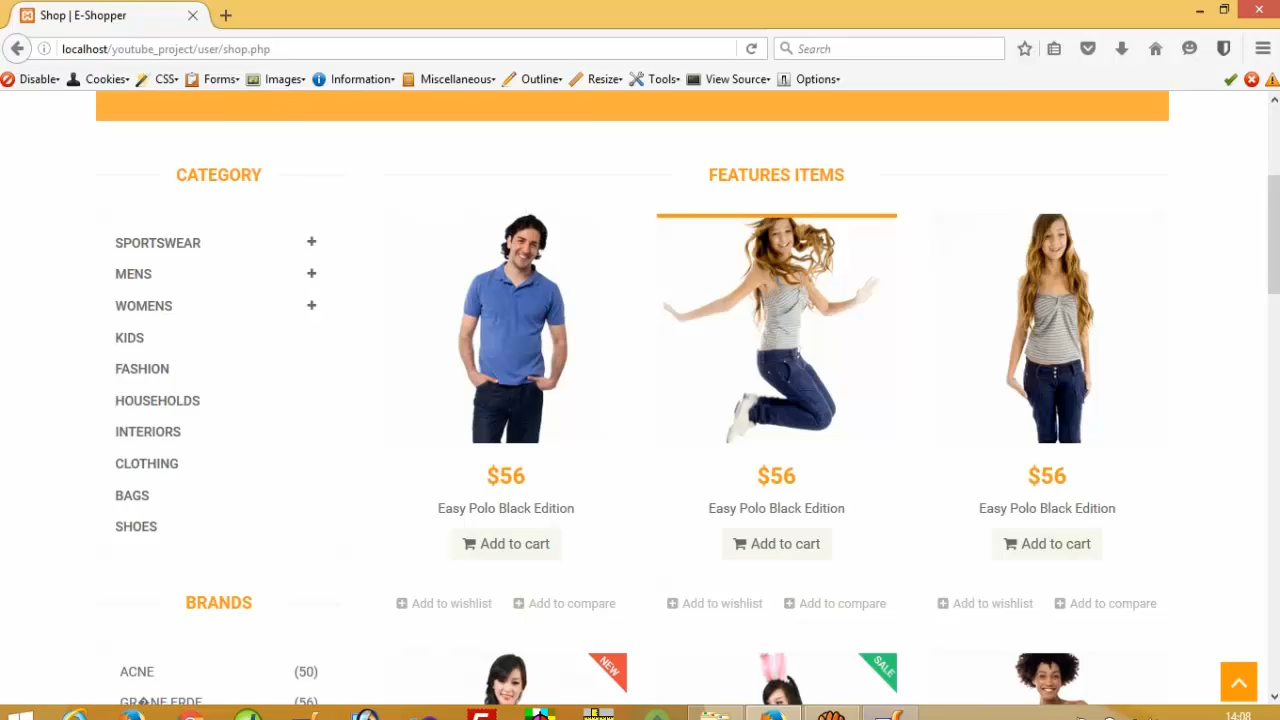 Shop | E-Shopper
localhost/youtube_project/user/shop.php
Search
Disable Cookies CSS Forms Images Information Miscellaneous Outline Resize Tools View Source Options
CATEGORY
FEATURES ITEMS
SPORTSWEAR
MENS
WOMENS
KIDS
FASHION
HOUSEHOLDS
INTERIORS
CLOTHING
BAGS
SHOES
$56 $56 $56
Easy Polo Black Edition Easy Polo Black Edition Easy Polo Black Edition
Add to cart Add to cart Add to cart
Add to wishlist Add to compare Add to wishlist Add to compare Add to wishlist Add to compare
BRANDS
NEW
SALE
ACNE (50)
GR�NE ERDE (56)
14:08